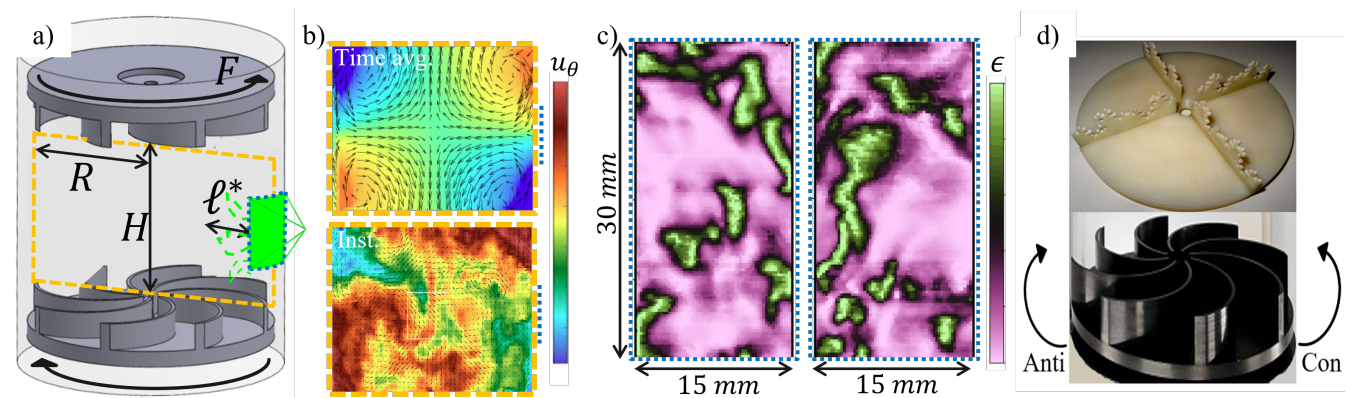 a)
F
R
H
ℓ*
b)
Time avg.
Inst.
u_θ
c)
30 mm
15 mm
15 mm
ϵ
d)
Anti
Con